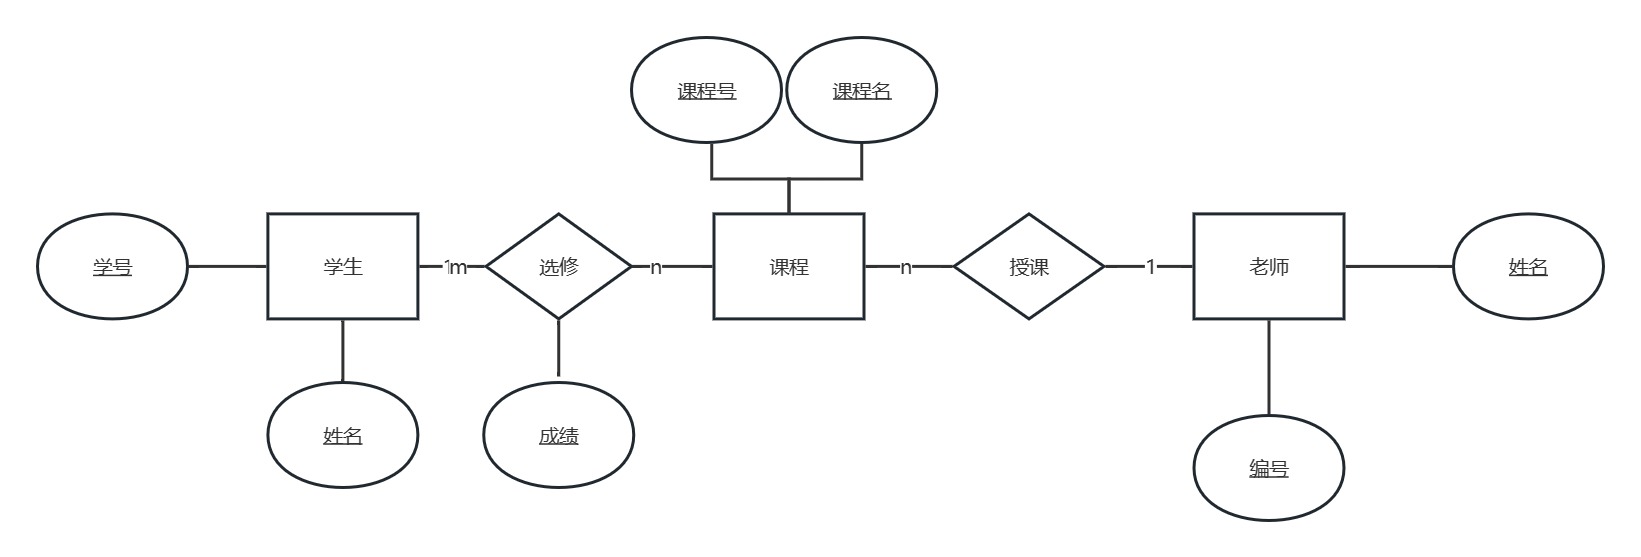 课程号 课程名
学号 学生 m 选修 n 课程 n 授课 1 老师 姓名
姓名 成绩
编号